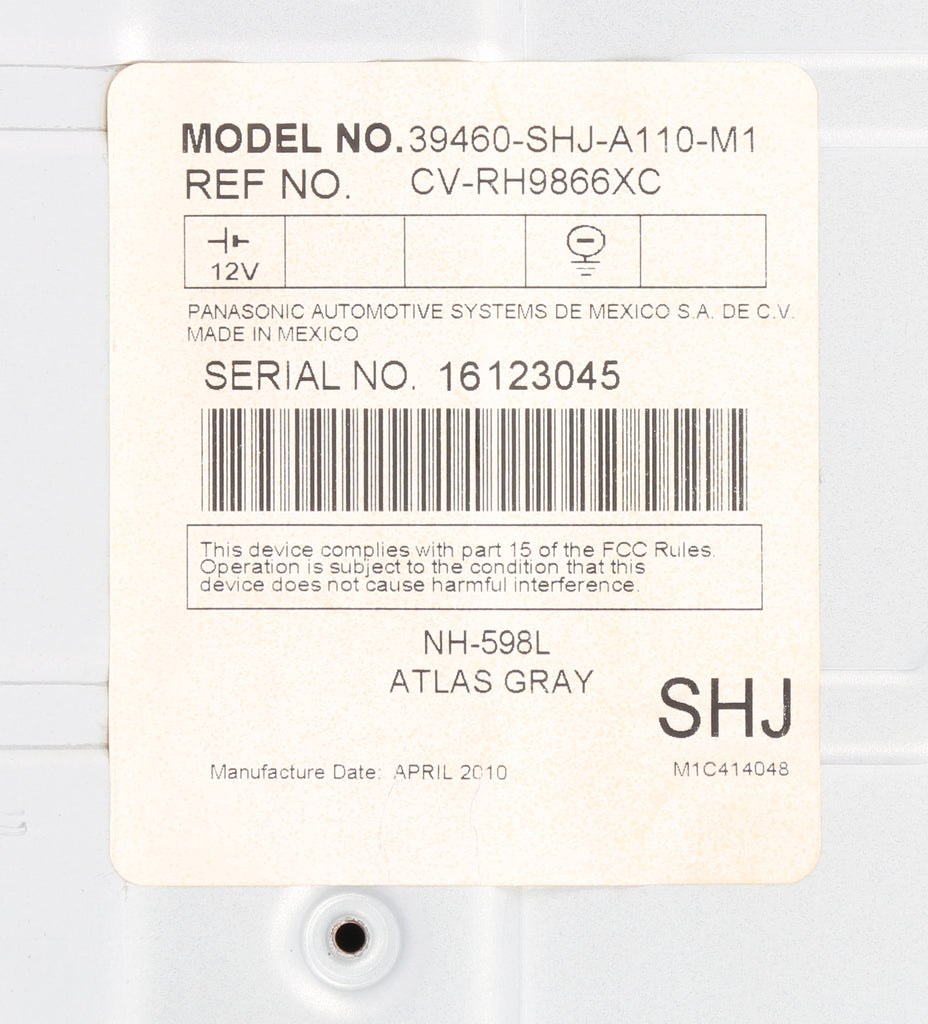 MODEL NO. 39460-SHJ-A110-M1
REF NO. CV-RH9866XC
12V
PANASONIC AUTOMOTIVE SYSTEMS DE MEXICO S.A. DE C.V.
MADE IN MEXICO
SERIAL NO. 16123045
This device complies with part 15 of the FCC Rules.
Operation is subject to the condition that this
device does not cause harmful interference.
NH-598L
ATLAS GRAY
SHJ
Manufacture Date: APRIL 2010
M1C414048